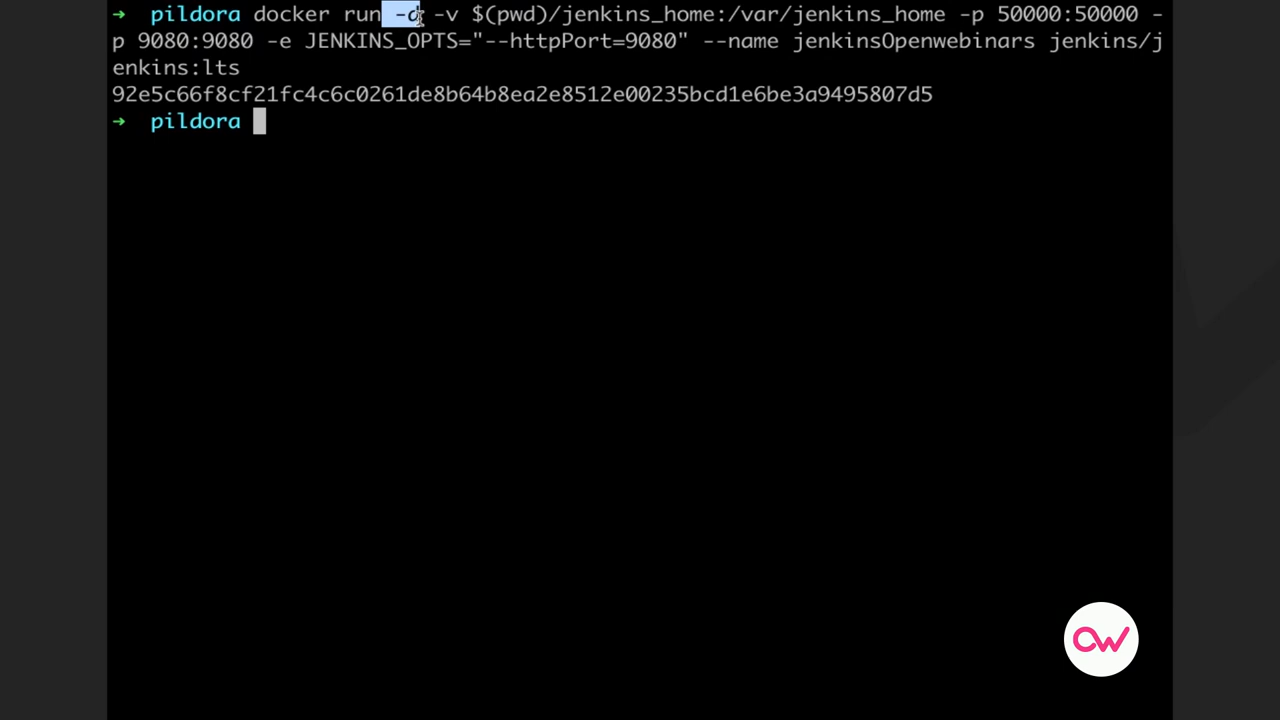 → pildora docker run -d -v $(pwd)/jenkins_home:/var/jenkins_home -p 50000:50000 -
p 9080:9080 -e JENKINS_OPTS="--httpPort=9080" --name jenkinsOpenwebinars jenkins/j
enkins:lts
92e5c66f8cf21fc4c6c0261de8b64b8ea2e8512e00235bcd1e6be3a9495807d5
→ pildora
OW